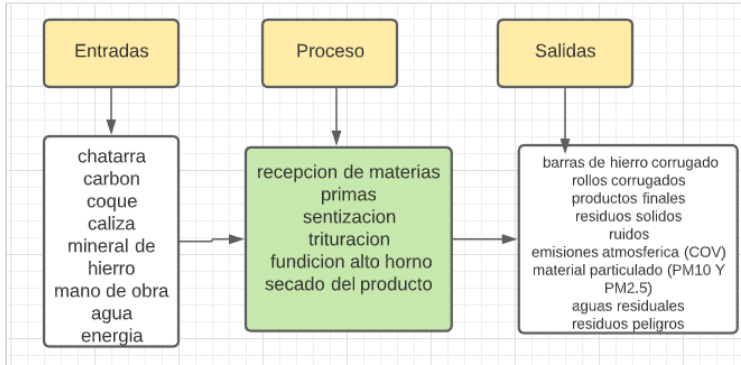 Entradas
Proceso
Salidas
chatarra
carbon
coque
caliza
mineral de
hierro
mano de obra
agua
energia
recepcion de materias
primas
sentizacion
trituracion
fundicion alto horno
secado del producto
barras de hierro corrugado
rollos corrugados
productos finales
residuos solidos
ruidos
emisiones atmosferica (COV)
material particulado (PM10 Y
PM2.5)
aguas residuales
residuos peligros